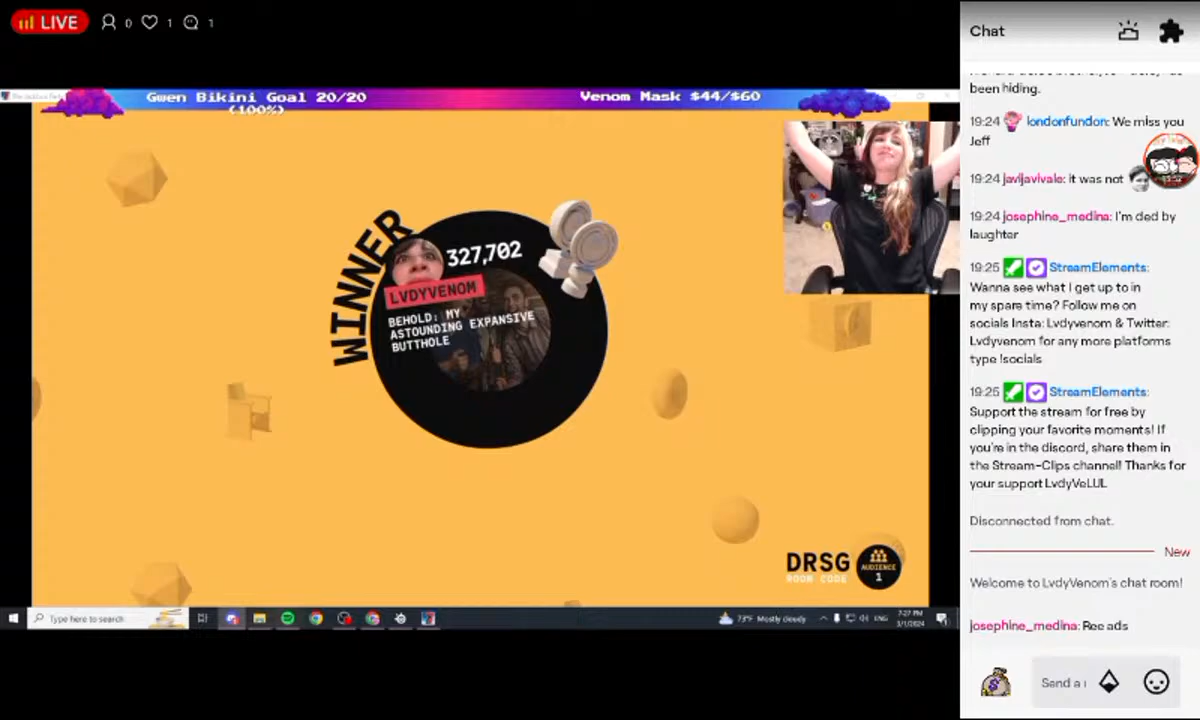 LIVE
0
1
1
Gwen Bikini Goal 20/20
(100%)
Venom Mask $44/$60
WINNER
327,702
LVDYVENOM
BEHOLD: MY
ASTOUNDING EXPANSIVE
BUTTHOLE
DRSG
ROOM CODE
AUDIENCE
1
Type here to search
73°F Mostly cloudy
ENG
7:27 PM
3/1/2024
Chat
been hiding.
19:24 londonfundon: We miss you
Jeff
19:24 javijavivale: it was not
19:24 josephine_medina: I'm ded by
laughter
19:25 StreamElements:
Wanna see what I get up to in
my spare time? Follow me on
socials Insta: Lvdyvenom & Twitter:
Lvdyvenom for any more platforms
type !socials
19:25 StreamElements:
Support the stream for free by
clipping your favorite moments! If
you're in the discord, share them in
the Stream-Clips channel! Thanks for
your support LvdyVeLUL
Disconnected from chat.
New
Welcome to LvdyVenom's chat room!
josephine_medina: Ree ads
Send a